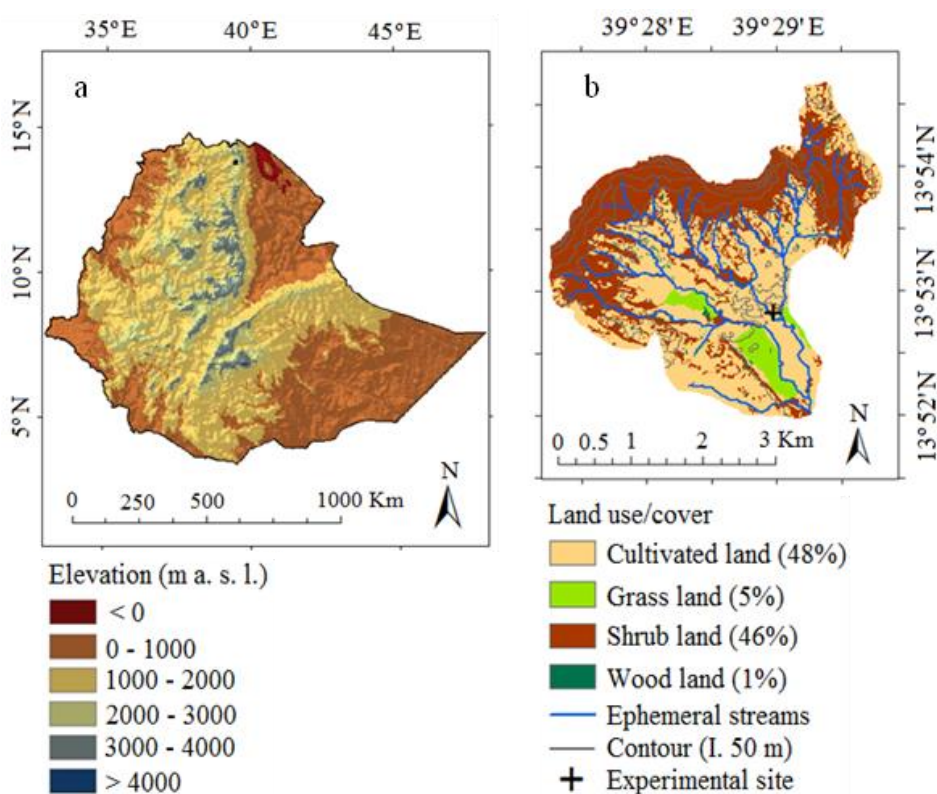 35°E 40°E 45°E
a
15°N
10°N
5°N
N
0 250 500 1000 Km
Elevation (m a. s. l.)
< 0
0 - 1000
1000 - 2000
2000 - 3000
3000 - 4000
> 4000
39°28'E 39°29'E
b
13°54'N
13°53'N
13°52'N
N
0 0.5 1 2 3 Km
Land use/cover
Cultivated land (48%)
Grass land (5%)
Shrub land (46%)
Wood land (1%)
Ephemeral streams
Contour (I. 50 m)
Experimental site